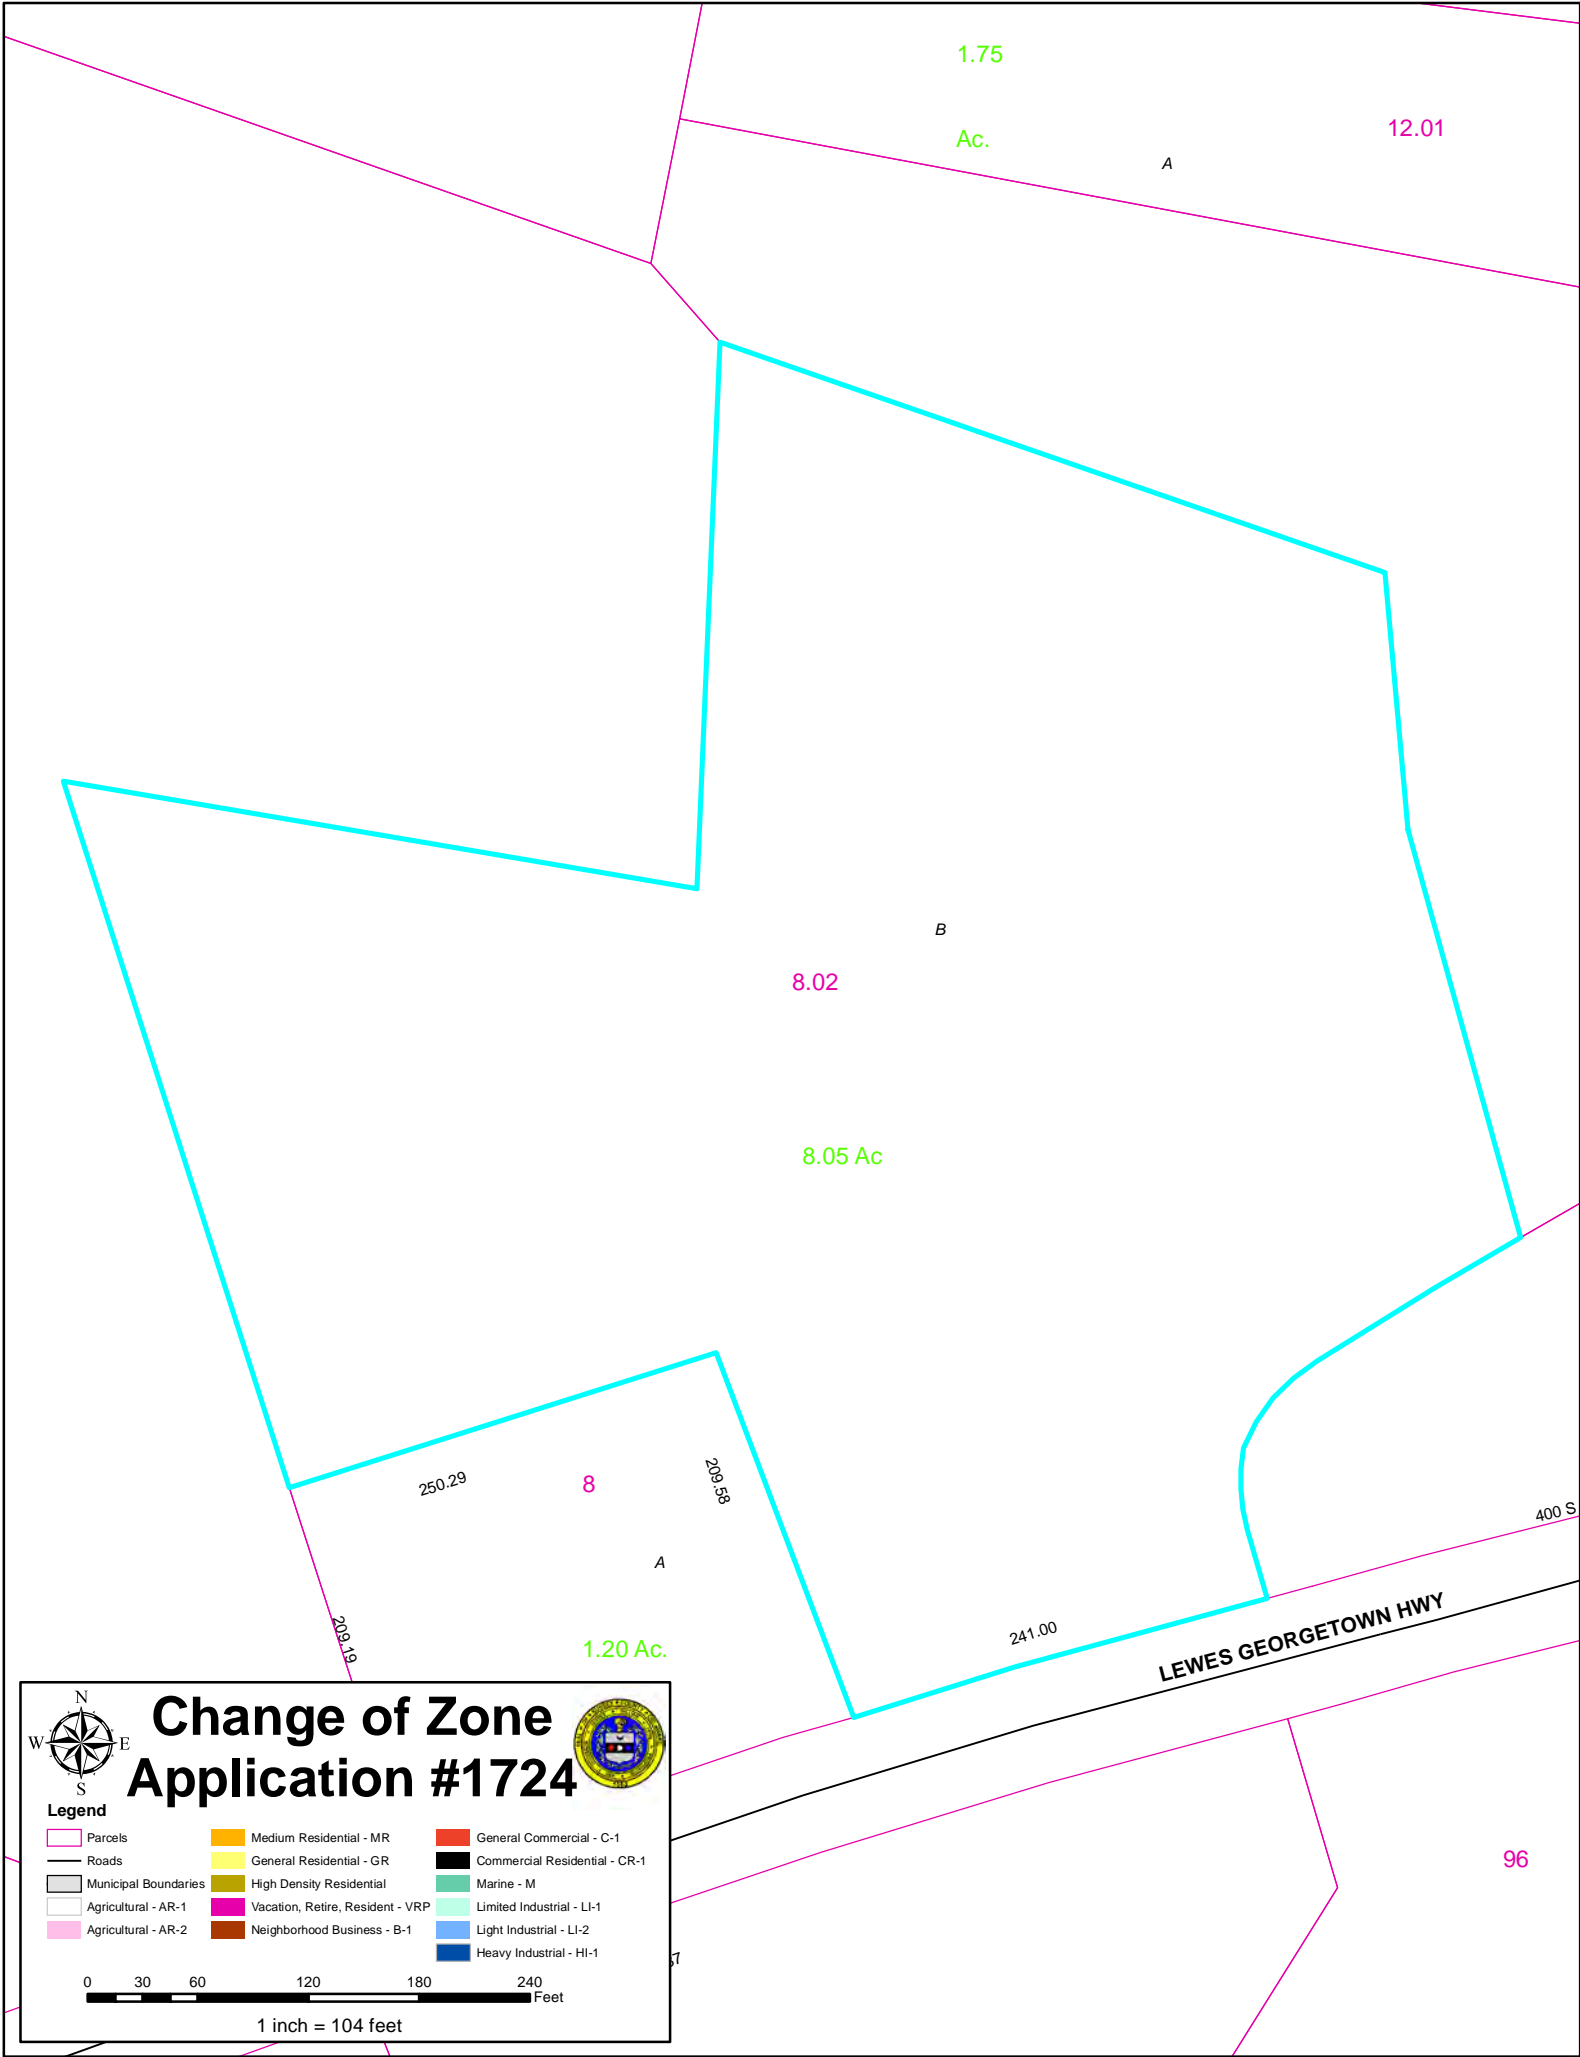 1.75
Ac.
12.01
A
B
8.02
8.05 Ac
250.29
8
209.58
A
209.19
1.20 Ac.
241.00
400 S
LEWES GEORGETOWN HWY
96
Change of Zone
Application #1724
N
W E
S
Legend
Parcels
Roads
Municipal Boundaries
Agricultural - AR-1
Agricultural - AR-2
Medium Residential - MR
General Residential - GR
High Density Residential
Vacation, Retire, Resident - VRP
Neighborhood Business - B-1
General Commercial - C-1
Commercial Residential - CR-1
Marine - M
Limited Industrial - LI-1
Light Industrial - LI-2
Heavy Industrial - HI-1
0 30 60 120 180 240
Feet
1 inch = 104 feet